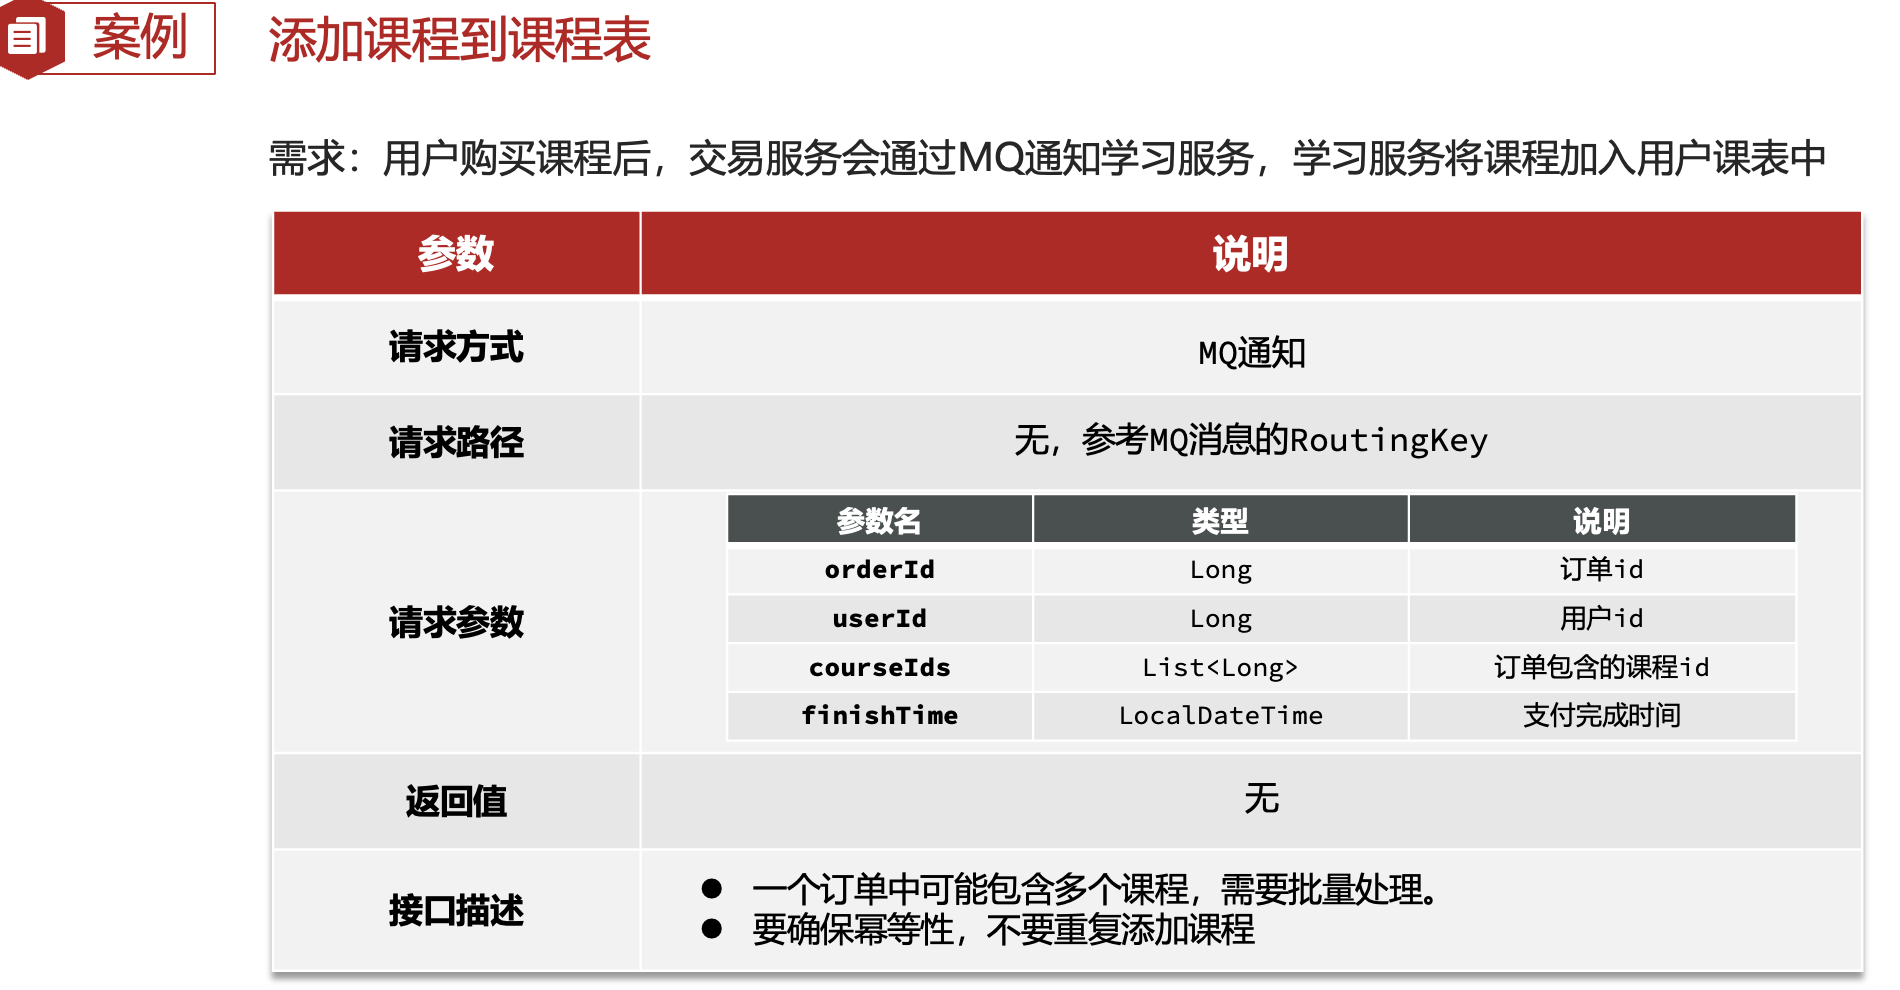 案例
添加课程到课程表
需求：用户购买课程后，交易服务会通过MQ通知学习服务，学习服务将课程加入用户课表中
参数 说明
请求方式 MQ通知
请求路径 无，参考MQ消息的RoutingKey
请求参数
参数名 类型 说明
orderId Long 订单id
userId Long 用户id
courseIds List<Long> 订单包含的课程id
finishTime LocalDateTime 支付完成时间
返回值 无
接口描述
● 一个订单中可能包含多个课程，需要批量处理。
● 要确保幂等性，不要重复添加课程